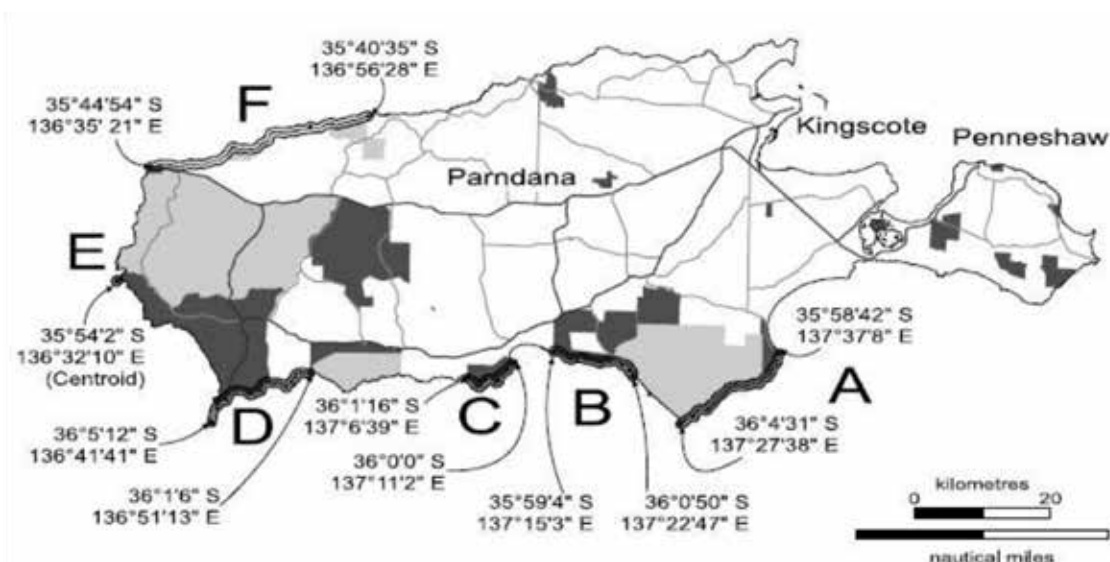 35°40'35" S
136°56'28" E
F
35°44'54" S
136°35' 21" E
Kingscote
Penneshaw
Parndana
E
35°54'2" S
136°32'10" E
(Centroid)
35°58'42" S
137°37'8" E
A
B
C
D
36°1'16" S
137°6'39" E
36°4'31" S
137°27'38" E
36°5'12" S
136°41'41" E
36°0'0" S
137°11'2" E
36°1'6" S
136°51'13" E
35°59'4" S
137°15'3" E
36°0'50" S
137°22'47" E
kilometres
0 20
nautical miles